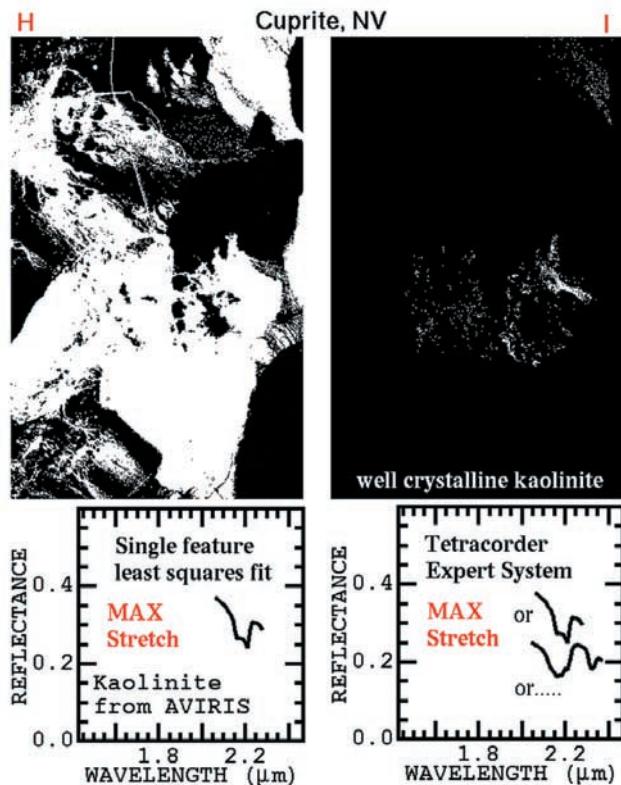 H
Cuprite, NV
I
well crystalline kaolinite
Single feature
least squares fit
MAX
Stretch
Kaolinite
from AVIRIS
REFLECTANCE
0.4
0.2
0.0
1.8
2.2
WAVELENGTH (µm)
Tetracorder
Expert System
MAX
Stretch
or
or.....
REFLECTANCE
0.4
0.2
0.0
1.8
2.2
WAVELENGTH (µm)